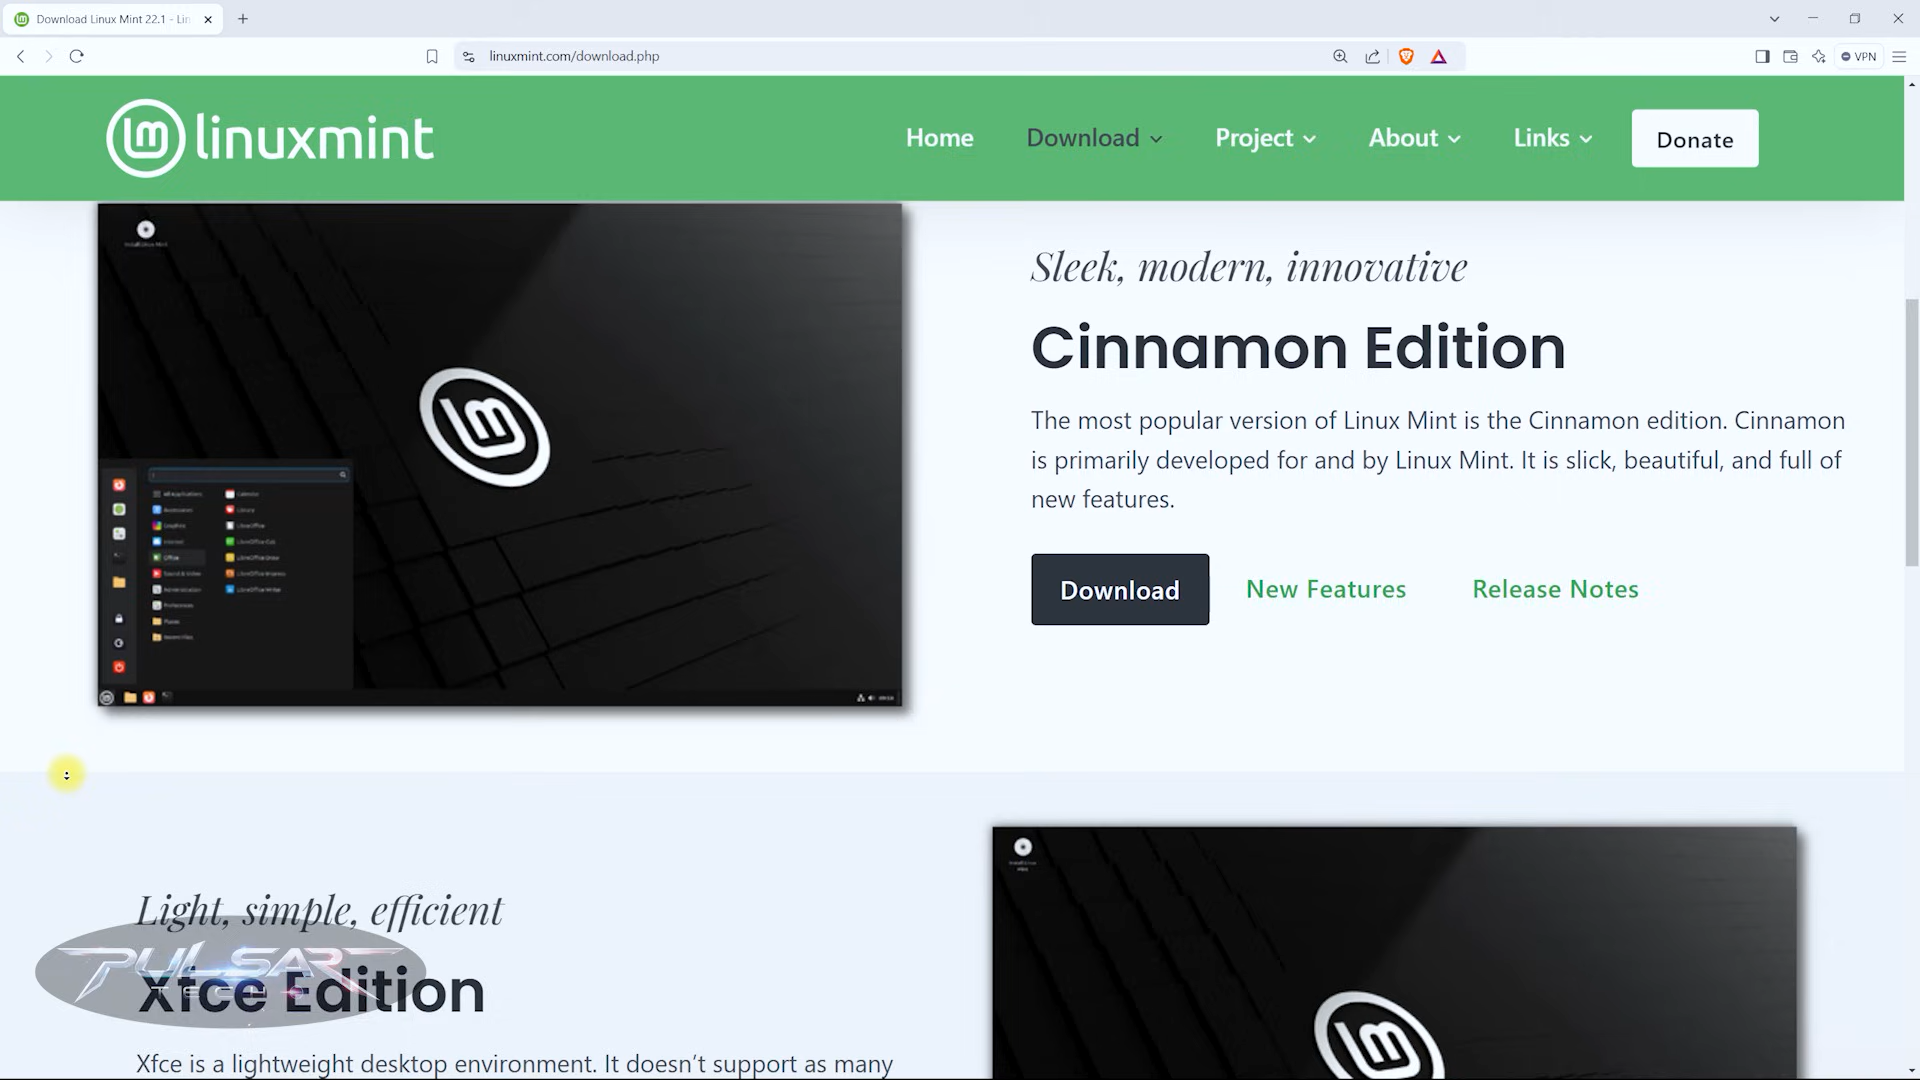 Download Linux Mint 22.1 - Lin
linuxmint.com/download.php
VPN
linuxmint
Home
Download
Project
About
Links
Donate
Sleek, modern, innovative
Cinnamon Edition
The most popular version of Linux Mint is the Cinnamon edition. Cinnamon
is primarily developed for and by Linux Mint. It is slick, beautiful, and full of
new features.
Download
New Features
Release Notes
Light, simple, efficient
PULSAR
TECH
Xfce Edition
Xfce is a lightweight desktop environment. It doesn’t support as many